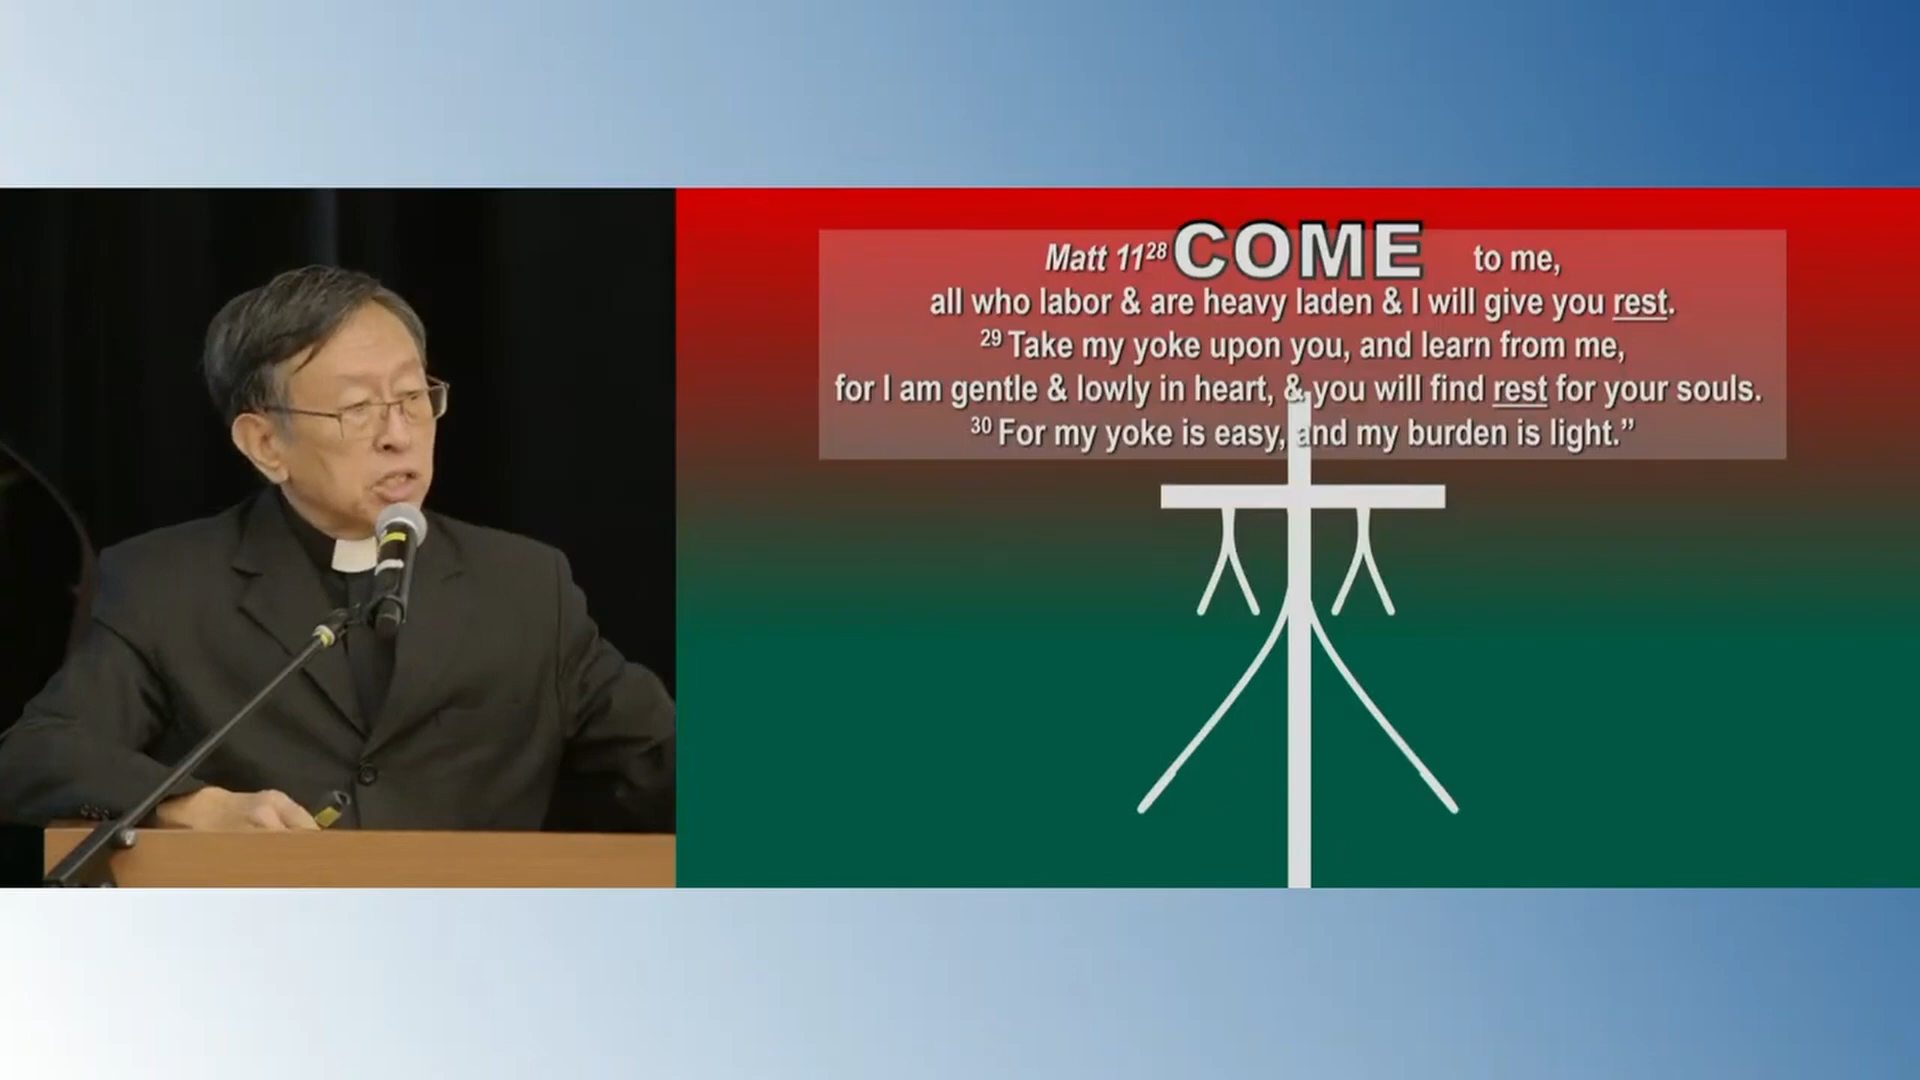 Matt 11²⁸ COME to me,
all who labor & are heavy laden & I will give you rest.
²⁹ Take my yoke upon you, and learn from me,
for I am gentle & lowly in heart, & you will find rest for your souls.
³⁰ For my yoke is easy, and my burden is light.”